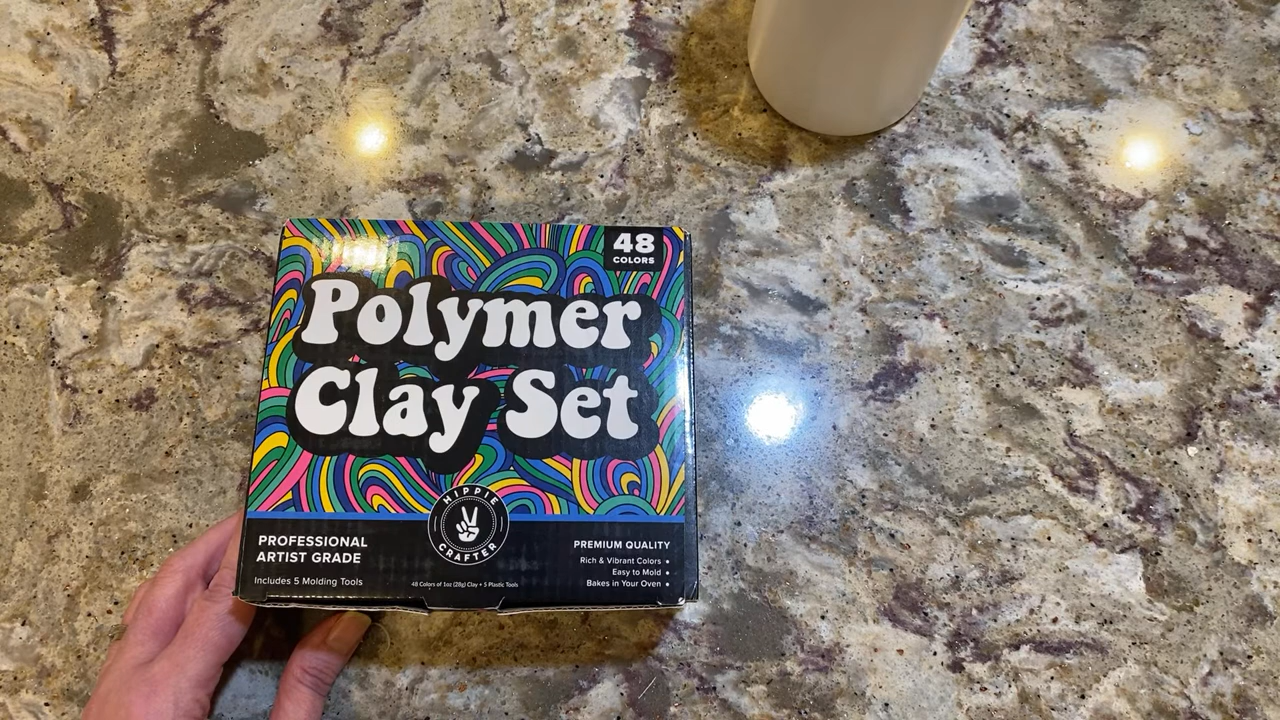 48
COLORS
Polymer
Clay Set
HIPPIE
CRAFTER
PROFESSIONAL
ARTIST GRADE
Includes 5 Molding Tools
48 Colors of 1oz (28g) Clay + 5 Plastic Tools
PREMIUM QUALITY
Rich & Vibrant Colors •
Easy to Mold •
Bakes in Your Oven •